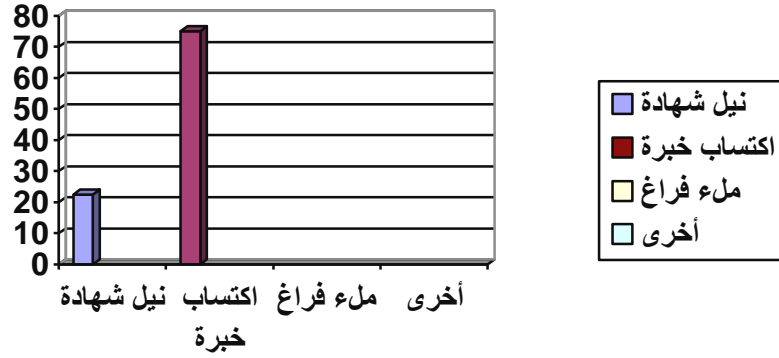 80
70
60
50
40
30
20
10
0
نيل شهادة
اكتساب
خبرة
ملء فراغ
أخرى
نيل شهادة
اكتساب خبرة
ملء فراغ
أخرى